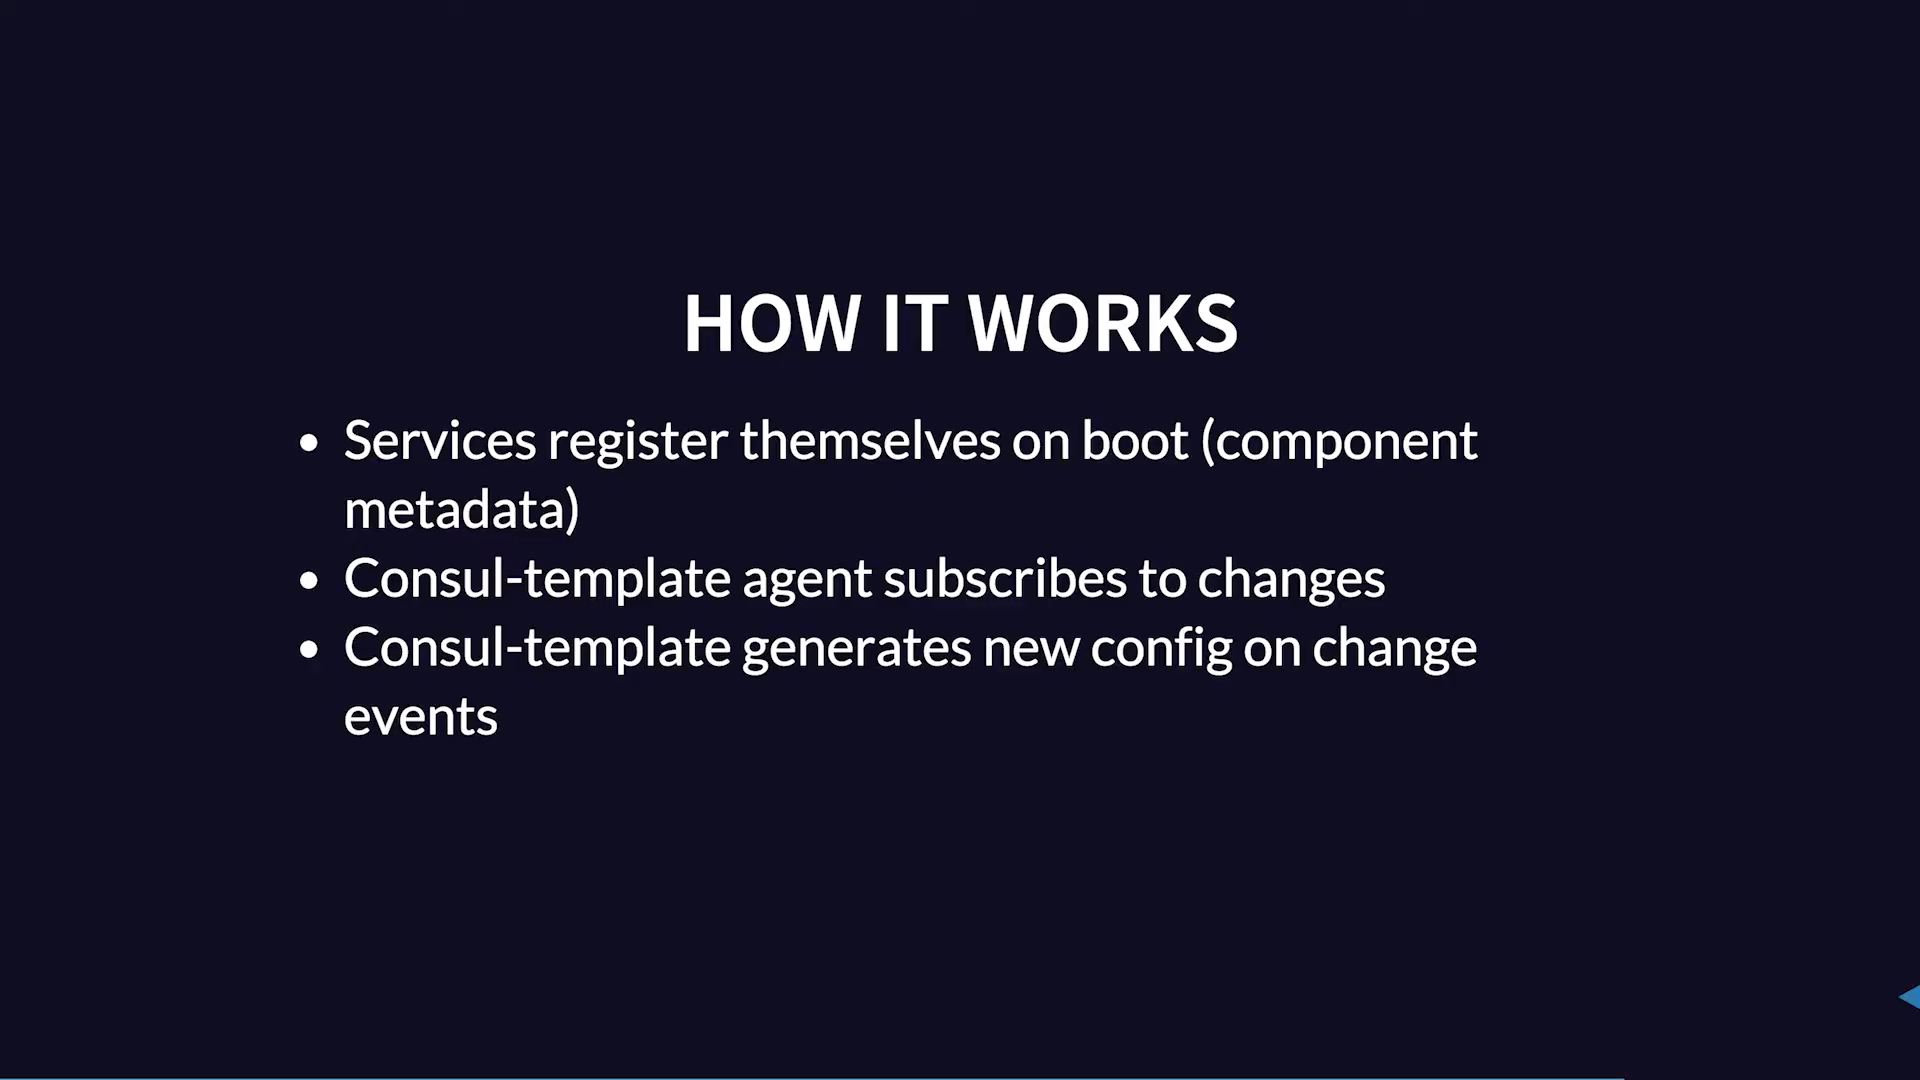 HOW IT WORKS
• Services register themselves on boot (component
metadata)
• Consul-template agent subscribes to changes
• Consul-template generates new config on change
events